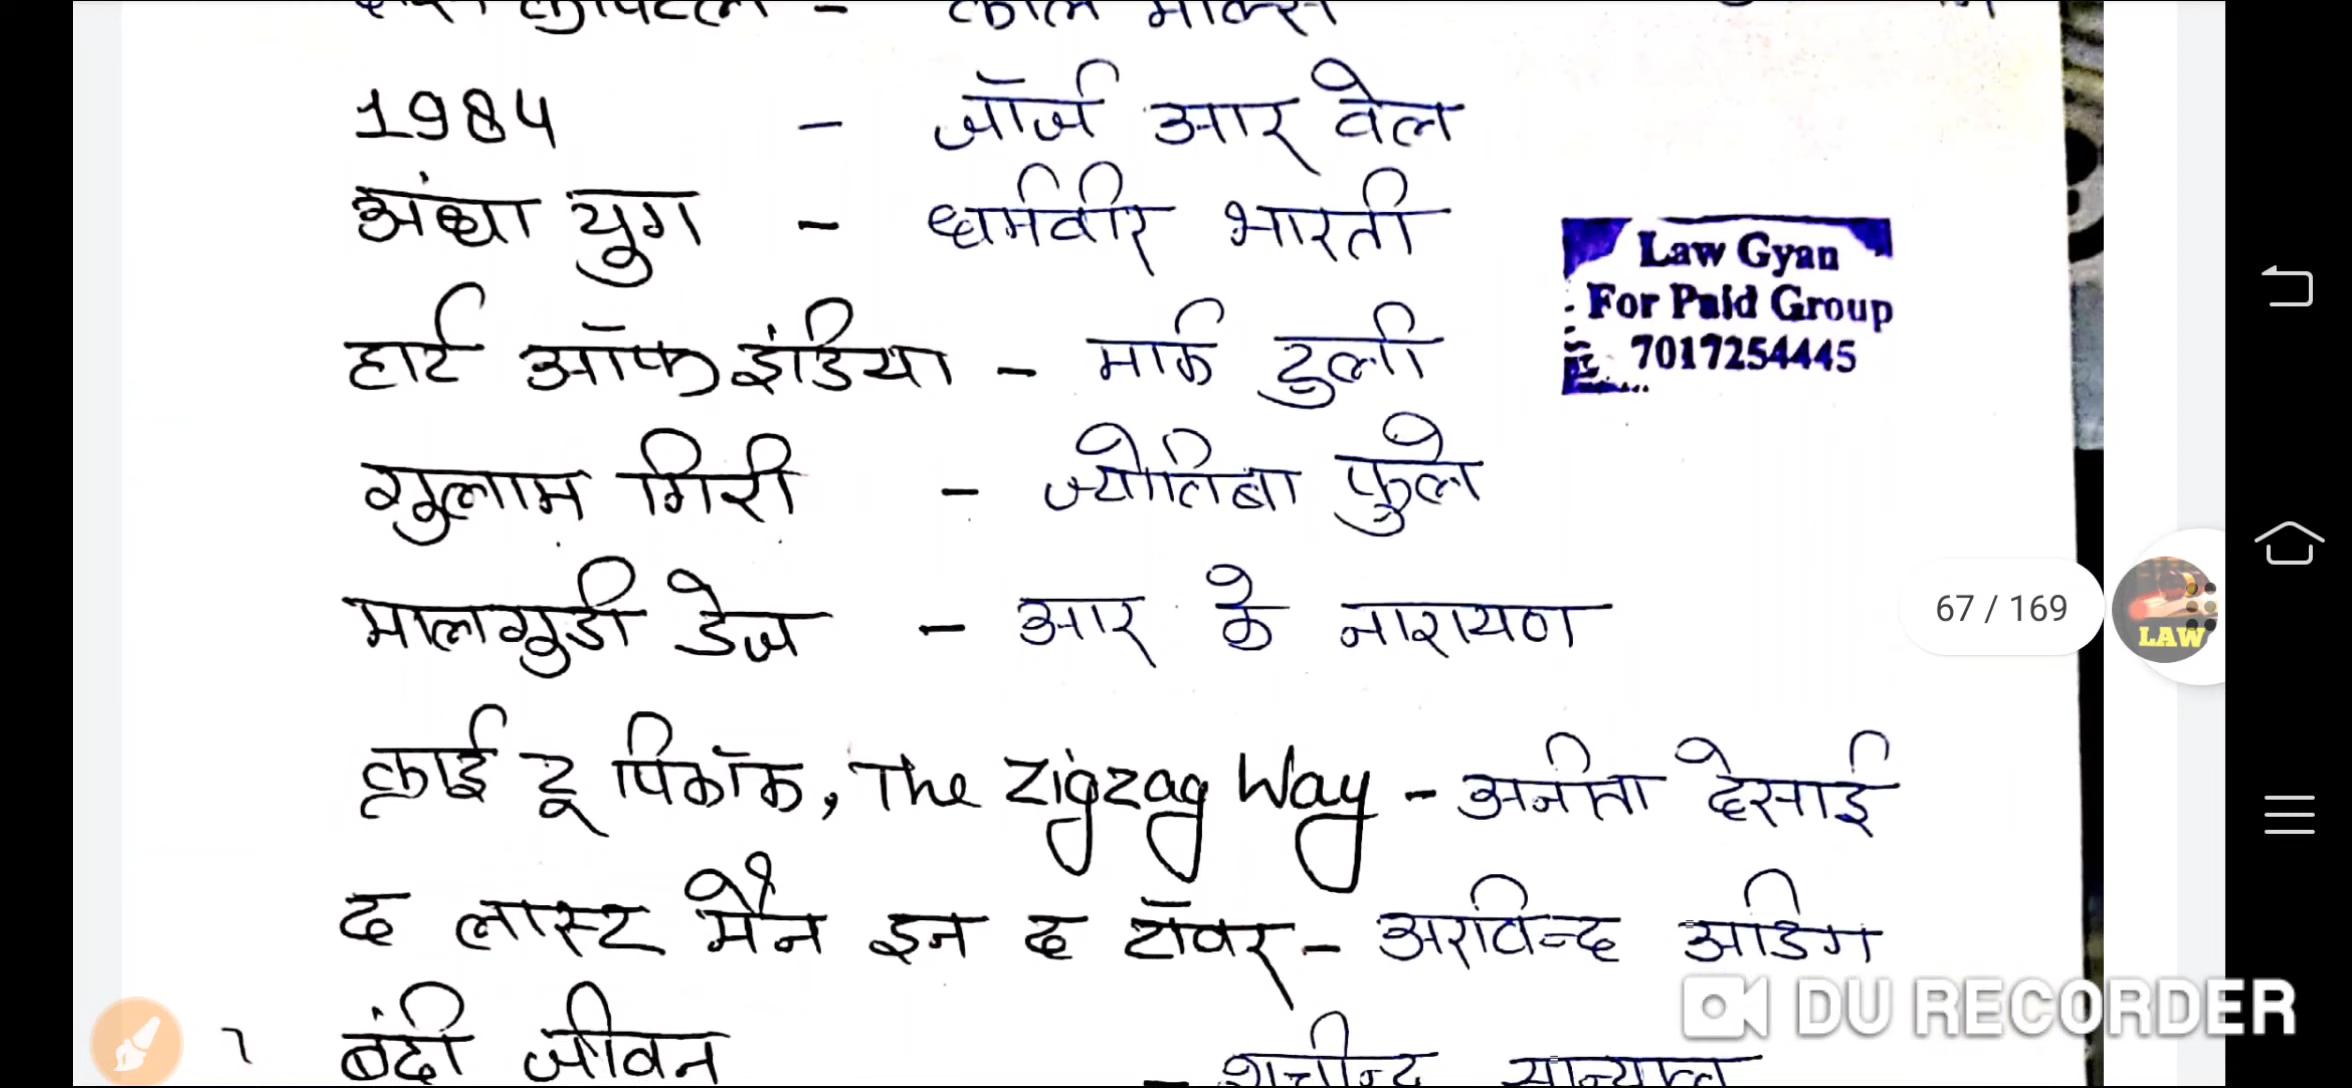 1984 - जॉर्ज आर वेल
अंधा युग - धर्मवीर भारती
हार्ट ऑफ इंडिया - मार्क टुली
गुलाम गिरी - ज्योतिबा फुले
मालगुडी डेज - आर के नारायण
क्राई टू पिकॉक, The Zigzag Way - अनीता देसाई
द लास्ट मैन इन द टॉवर - अरविन्द अडिग
बंदी जीवन - शचीन्द्र सान्याल
Law Gyan
For Paid Group
7017254445
67 / 169
LAW
DU RECORDER